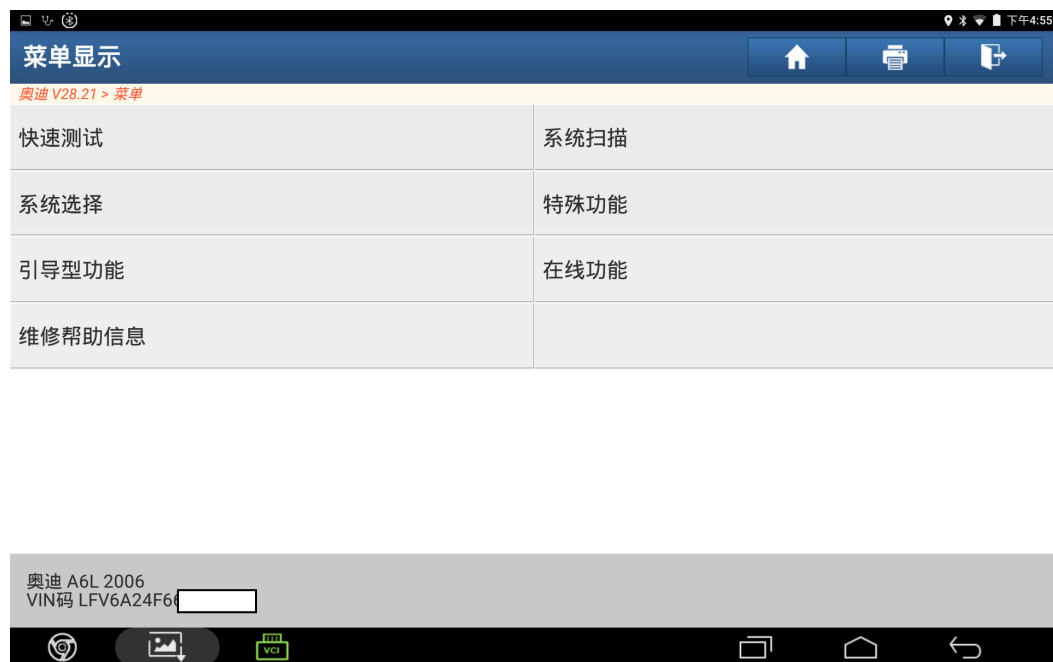 下午4:55
菜单显示
奥迪 V28.21 > 菜单
快速测试
系统扫描
系统选择
特殊功能
引导型功能
在线功能
维修帮助信息
奥迪 A6L 2006
VIN码 LFV6A24F66
VCI